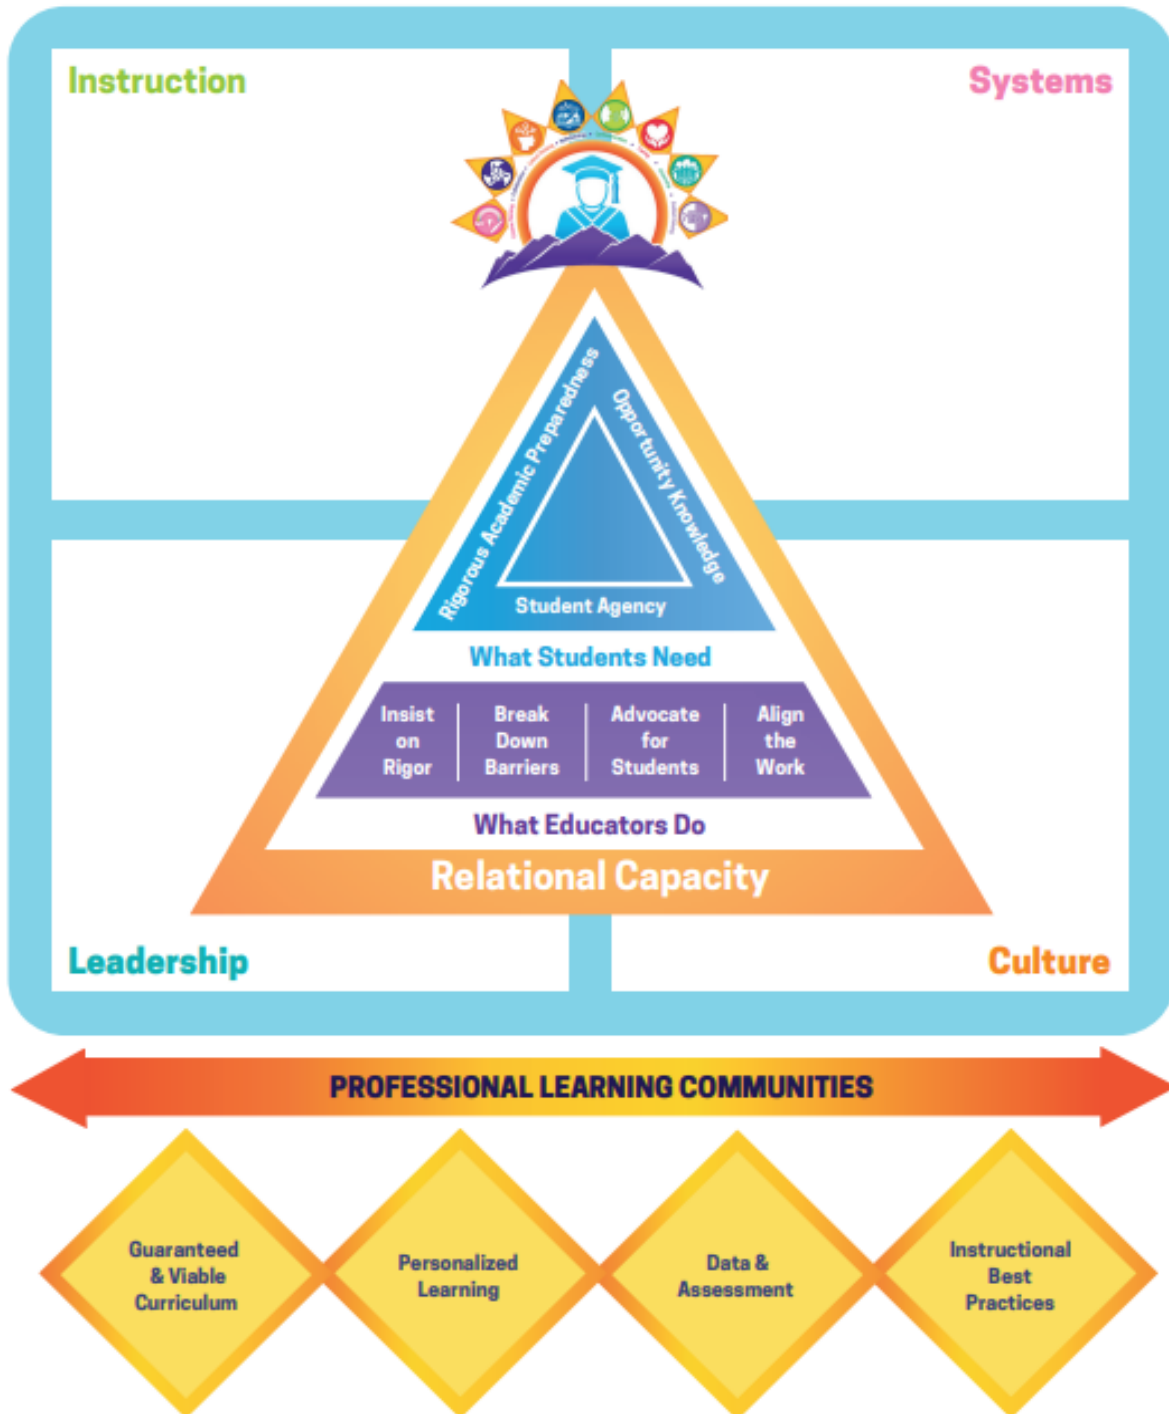 Instruction
Systems
Rigorous Academic Preparedness
Opportunity Knowledge
Student Agency
What Students Need
Insist
on
Rigor
Break
Down
Barriers
Advocate
for
Students
Align
the
Work
What Educators Do
Relational Capacity
Leadership
Culture
PROFESSIONAL LEARNING COMMUNITIES
Guaranteed
& Viable
Curriculum
Personalized
Learning
Data &
Assessment
Instructional
Best
Practices